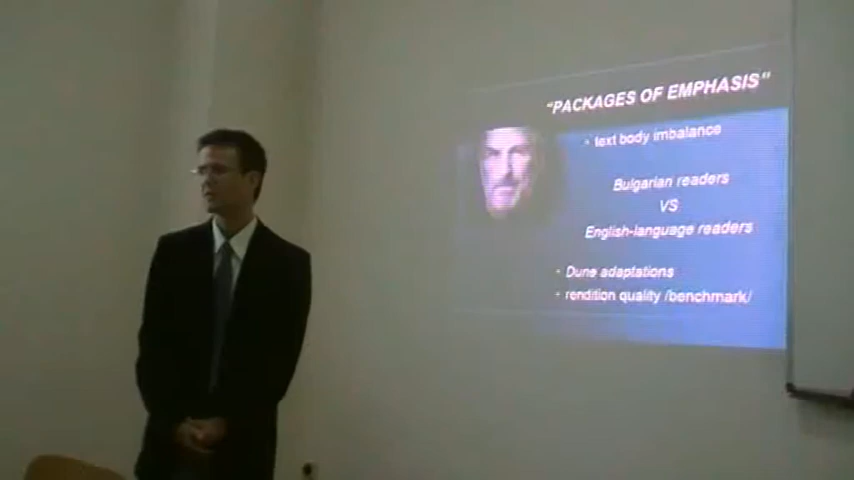 "PACKAGES OF EMPHASIS"
· text body imbalance
Bulgarian readers
VS
English-language readers
· Dune adaptations
· rendition quality /benchmark/